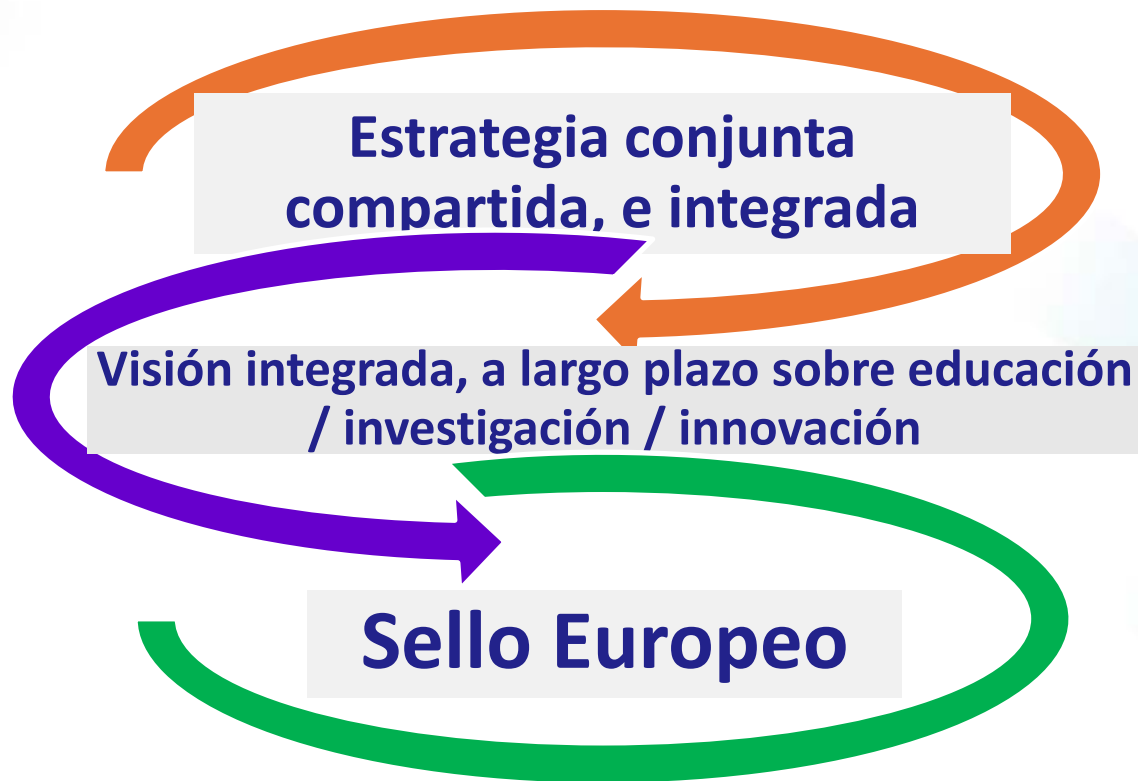 Estrategia conjunta
compartida, e integrada
Visión integrada, a largo plazo sobre educación
/ investigación / innovación
Sello Europeo